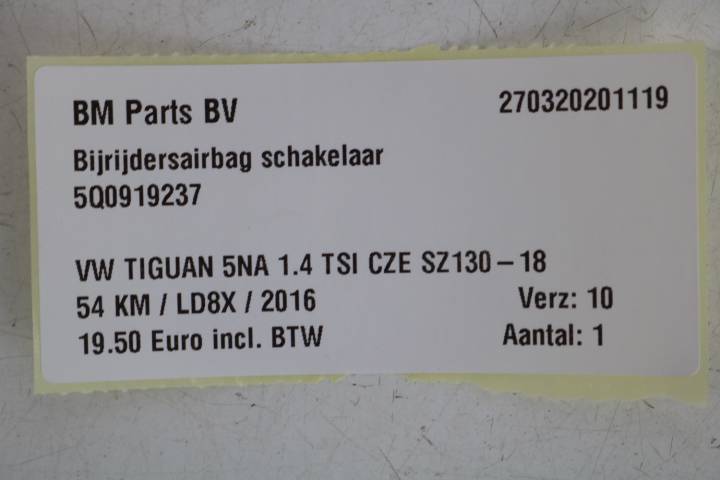 BM Parts BV 270320201119
Bijrijdersairbag schakelaar
5Q0919237
VW TIGUAN 5NA 1.4 TSI CZE SZ130-18
54 KM / LD8X / 2016 Verz: 10
19.50 Euro incl. BTW Aantal: 1